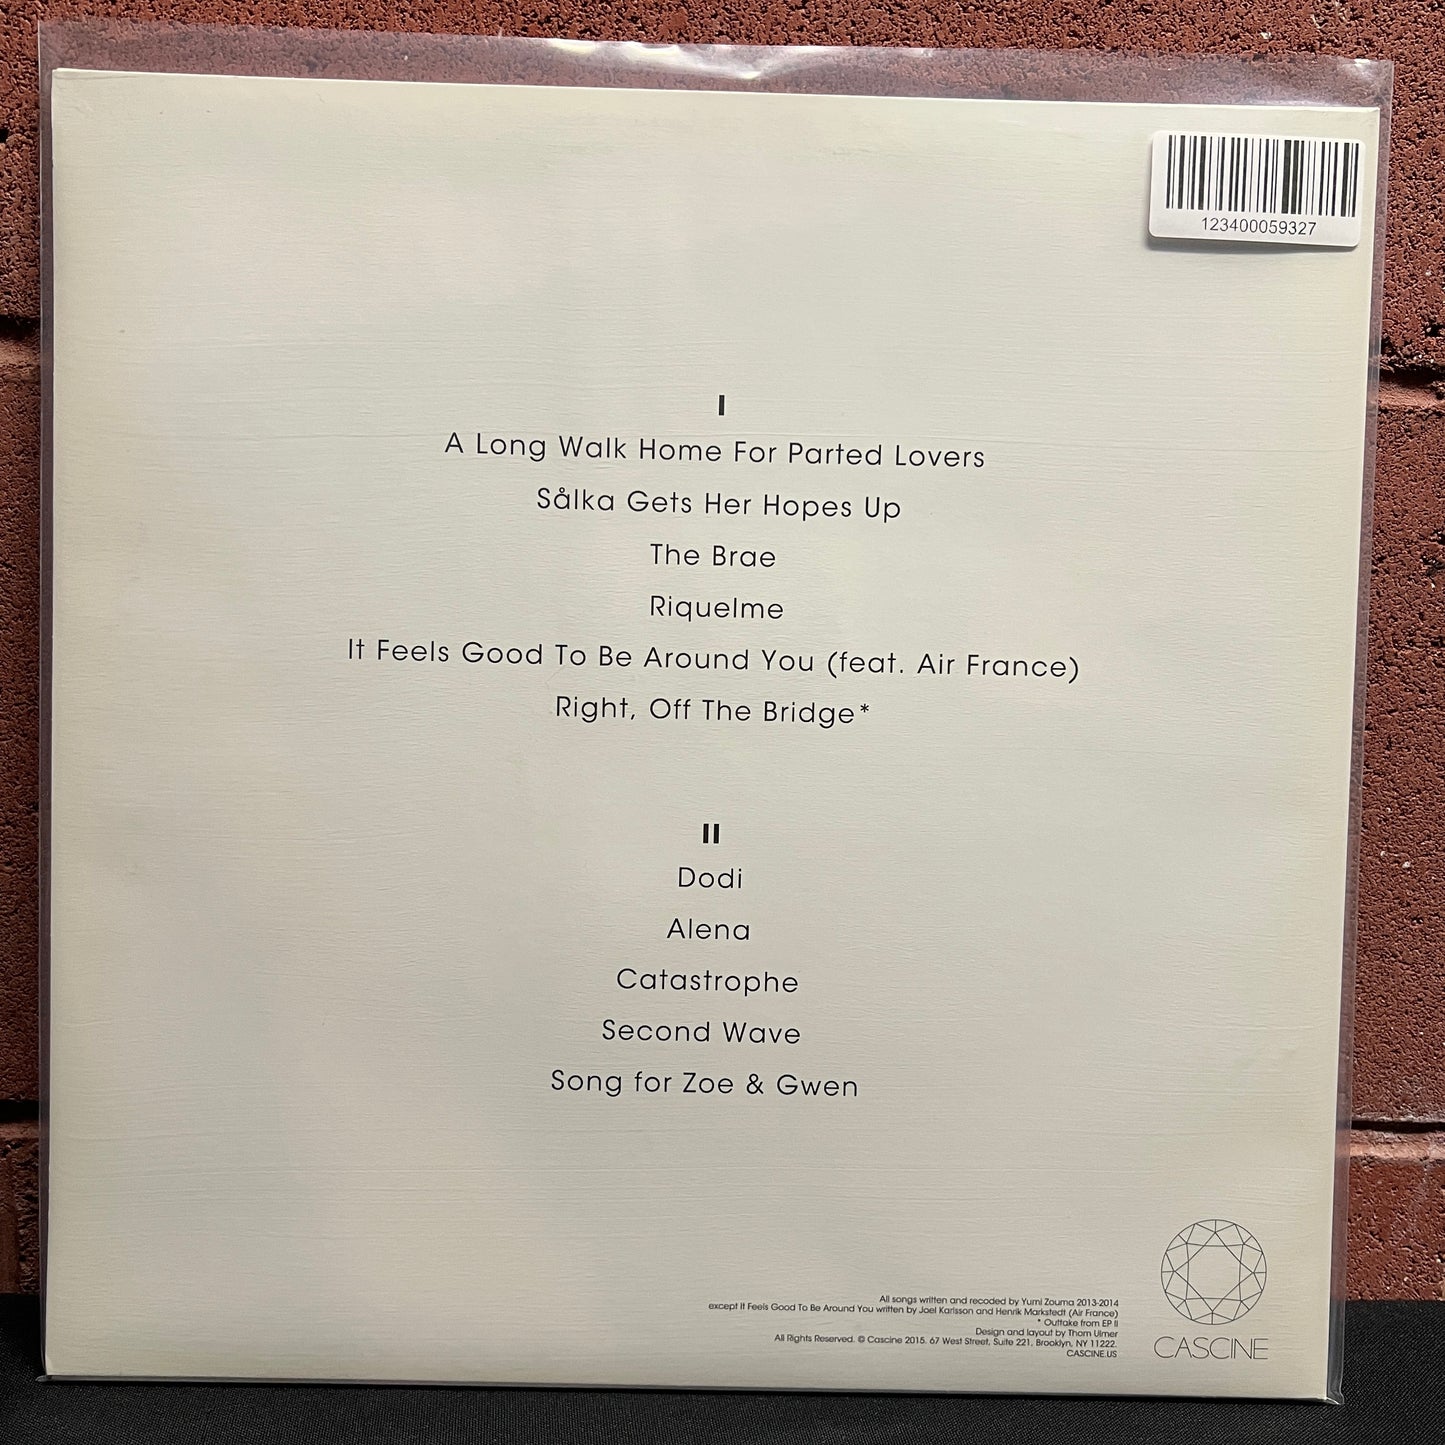 123400059327
I
A Long Walk Home For Parted Lovers
Sålka Gets Her Hopes Up
The Brae
Riquelme
It Feels Good To Be Around You (feat. Air France)
Right, Off The Bridge*
II
Dodi
Alena
Catastrophe
Second Wave
Song for Zoe & Gwen
All songs written and recoded by Yumi Zouma 2013-2014
except It Feels Good To Be Around You written by Joel Karlsson and Henrik Markstedt (Air France)
* Outtake from EP II
Design and layout by Thom Ulmer
All Rights Reserved. © Cascine 2015. 67 West Street, Suite 221, Brooklyn, NY 11222.
CASCINE.US
CASCINE